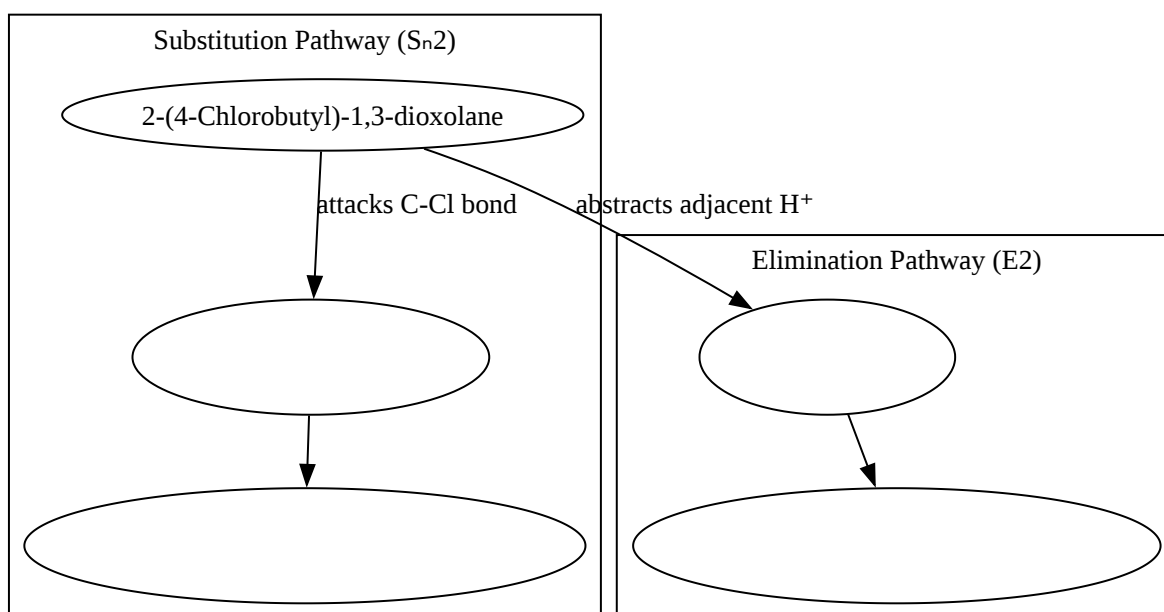 Substitution Pathway (Sₙ2)
2-(4-Chlorobutyl)-1,3-dioxolane
attacks C-Cl bond
abstracts adjacent H⁺
Elimination Pathway (E2)